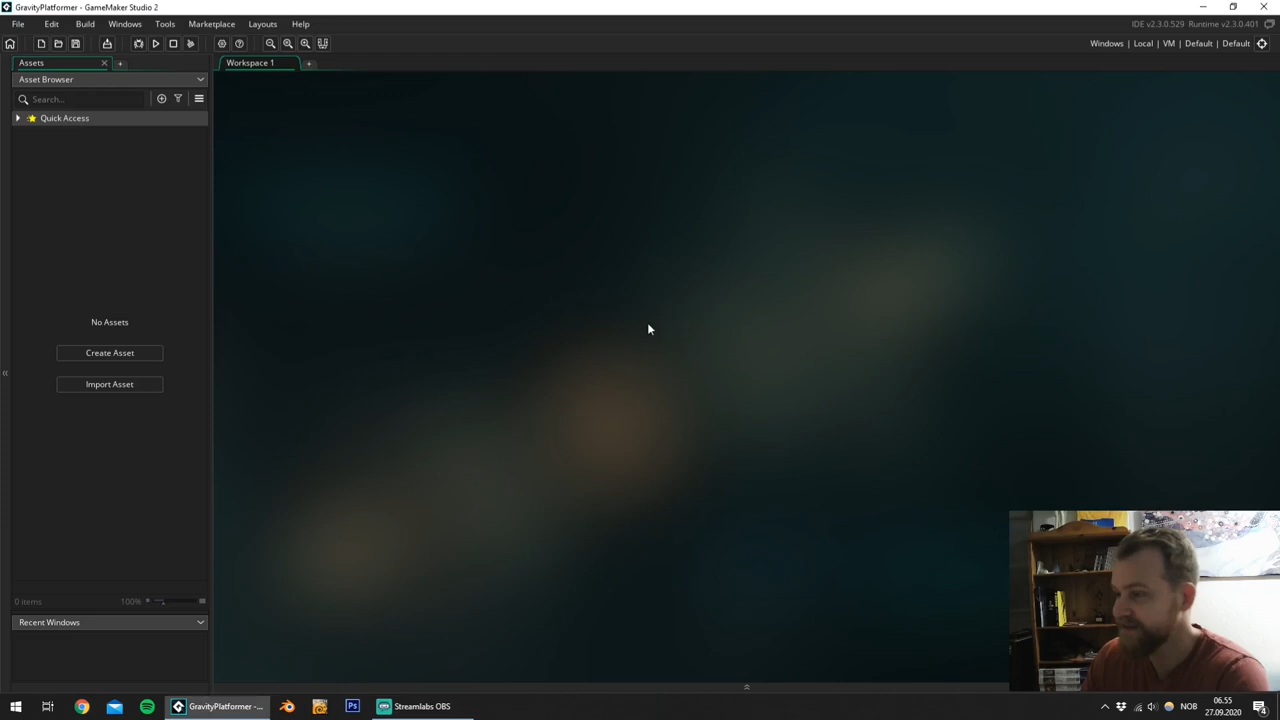 GravityPlatformer - GameMaker Studio 2
File Edit Build Windows Tools Marketplace Layouts Help
IDE v2.3.0.529 Runtime v2.3.0.401
Windows | Local | VM | Default | Default
Assets
Workspace 1
Asset Browser
Search...
Quick Access
No Assets
Create Asset
Import Asset
0 items
100%
Recent Windows
GravityPlatformer -...
Streamlabs OBS
NOB
06.55
27.09.2020
4